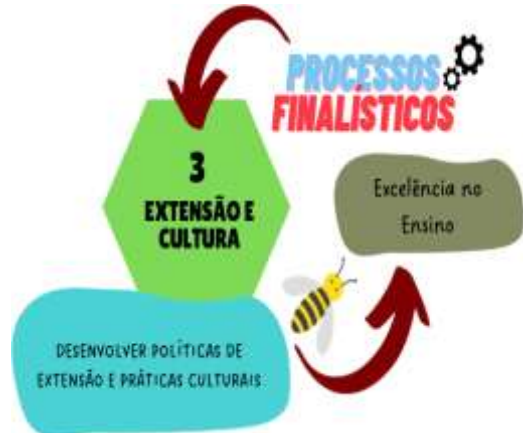 PROCESSOS
FINALÍSTICOS
3
EXTENSÃO E
CULTURA
Excelência no
Ensino
DESENVOLVER POLÍTICAS DE
EXTENSÃO E PRÁTICAS CULTURAIS